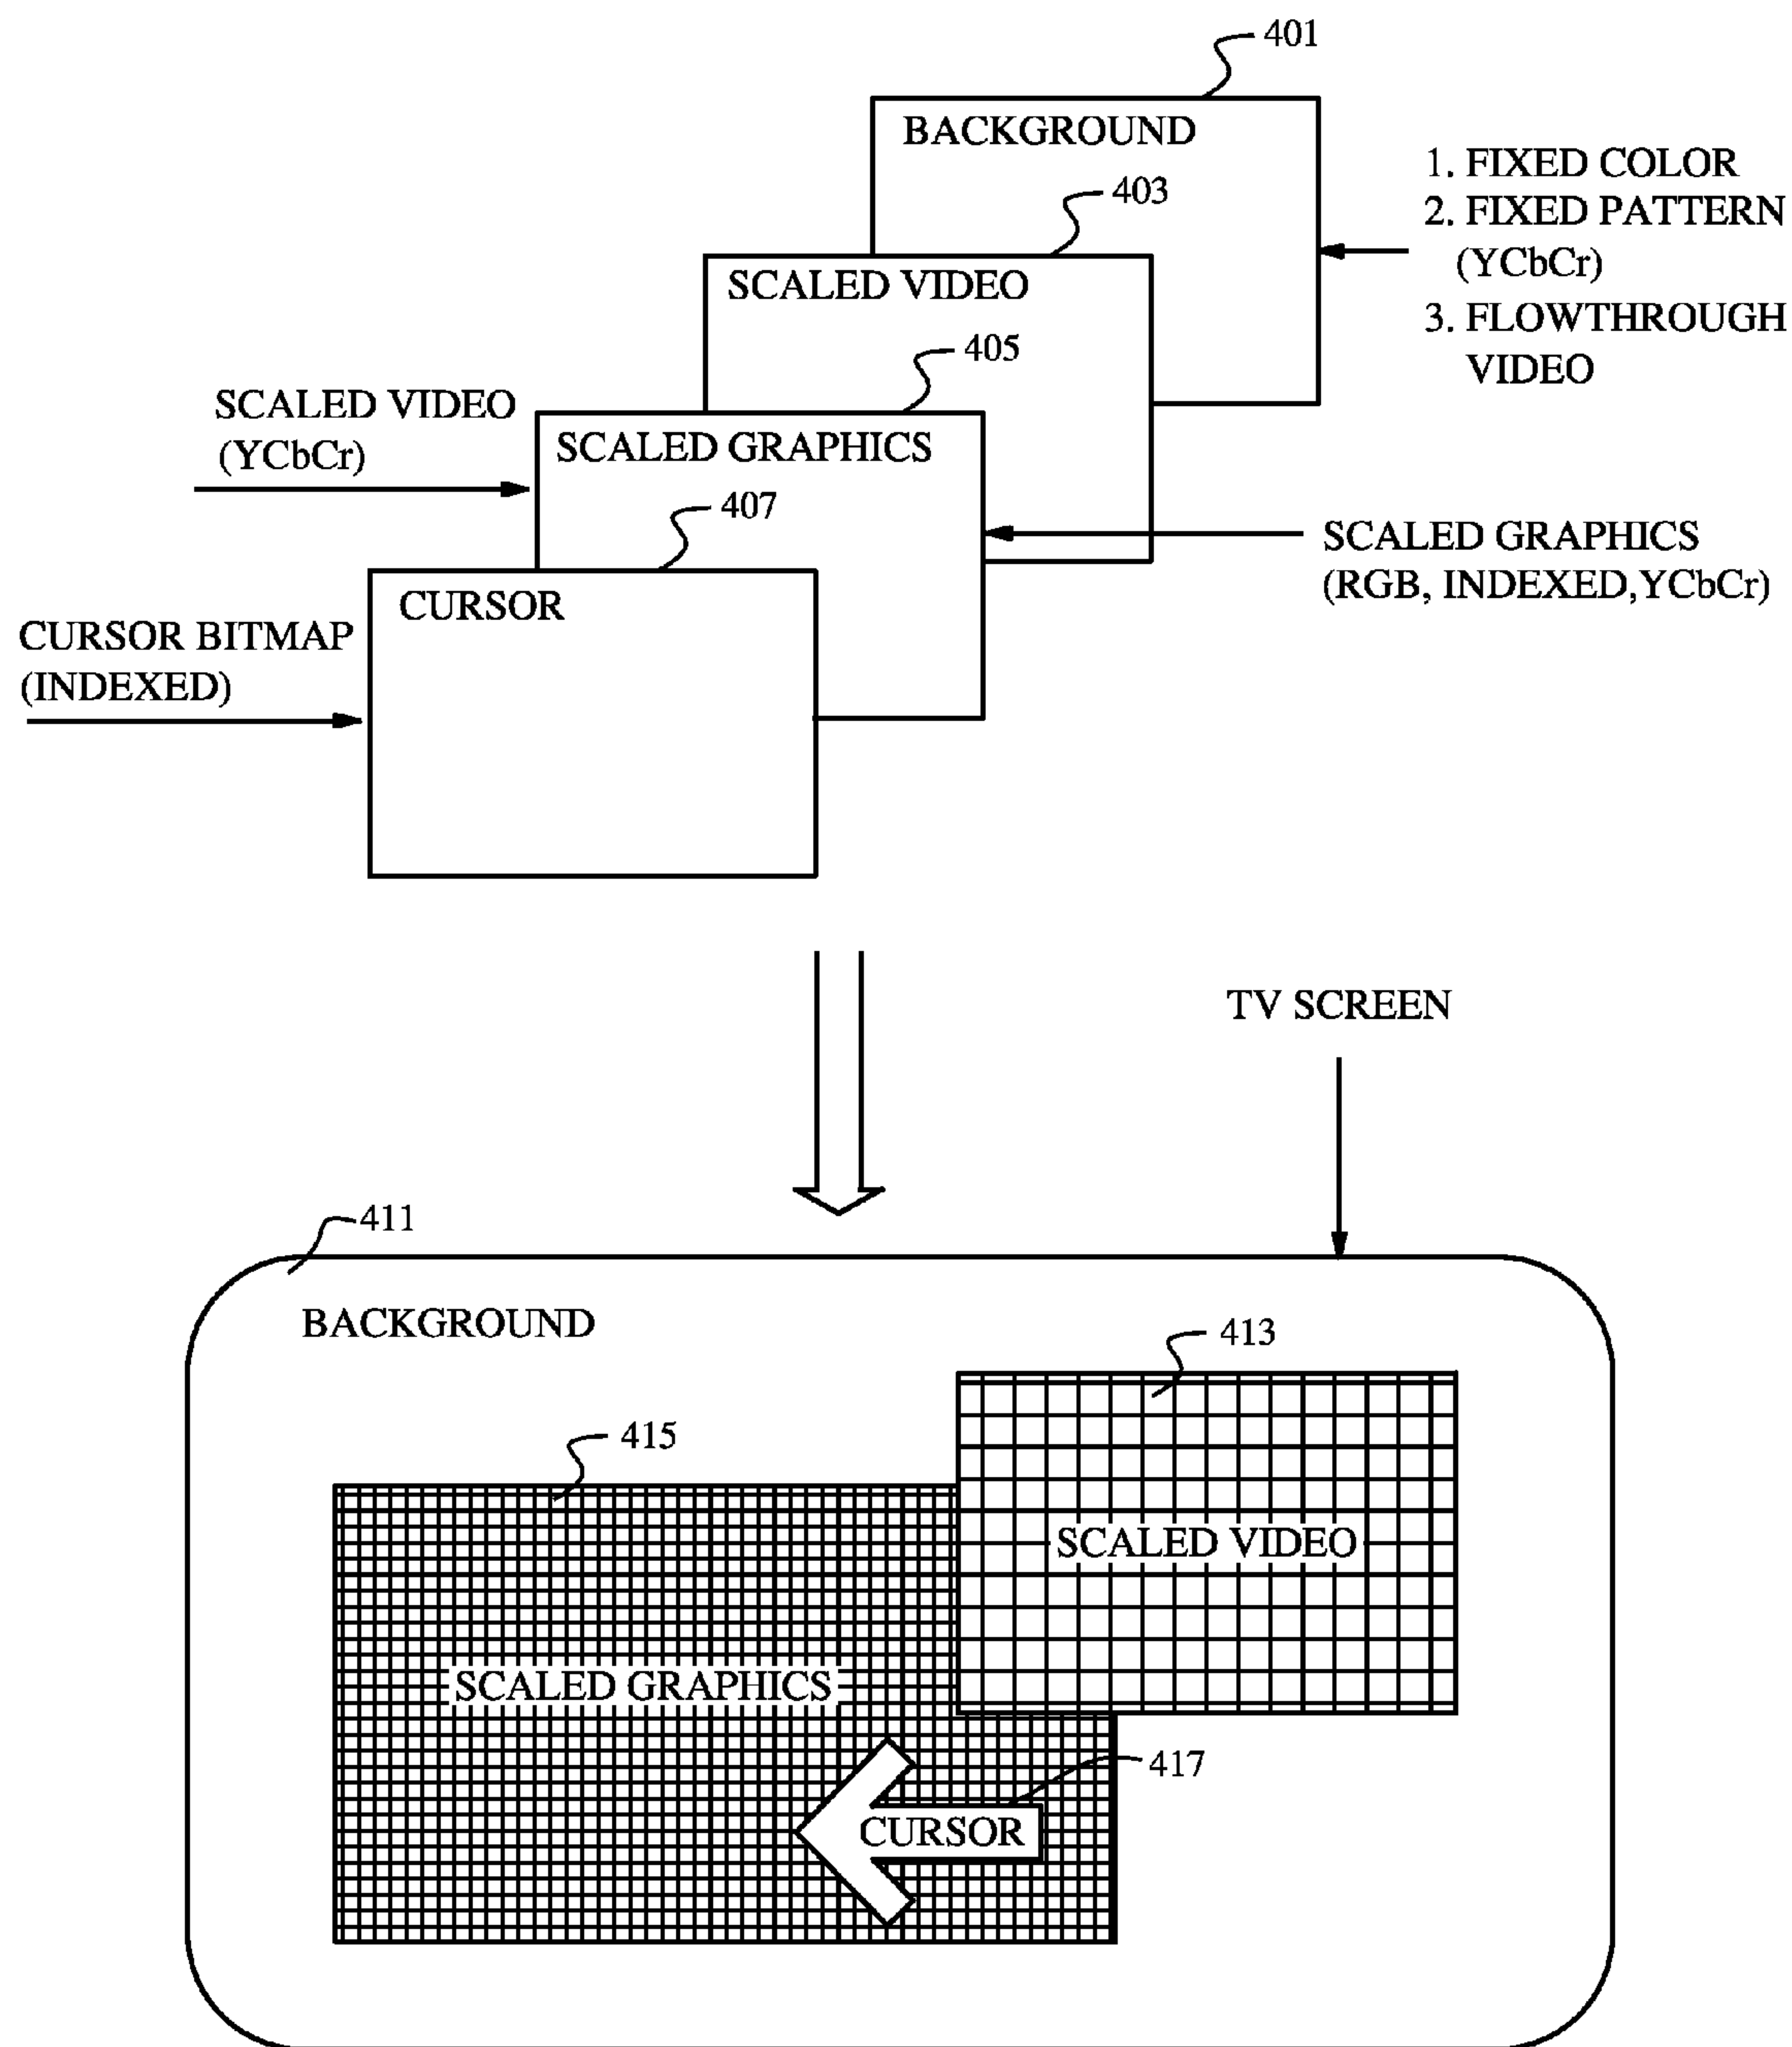 401
BACKGROUND
1. FIXED COLOR
2. FIXED PATTERN
(YCbCr)
3. FLOWTHROUGH
VIDEO
403
SCALED VIDEO
405
SCALED VIDEO
(YCbCr)
SCALED GRAPHICS
407
SCALED GRAPHICS
(RGB, INDEXED, YCbCr)
CURSOR
CURSOR BITMAP
(INDEXED)
TV SCREEN
411
BACKGROUND
413
415
SCALED VIDEO
SCALED GRAPHICS
417
CURSOR